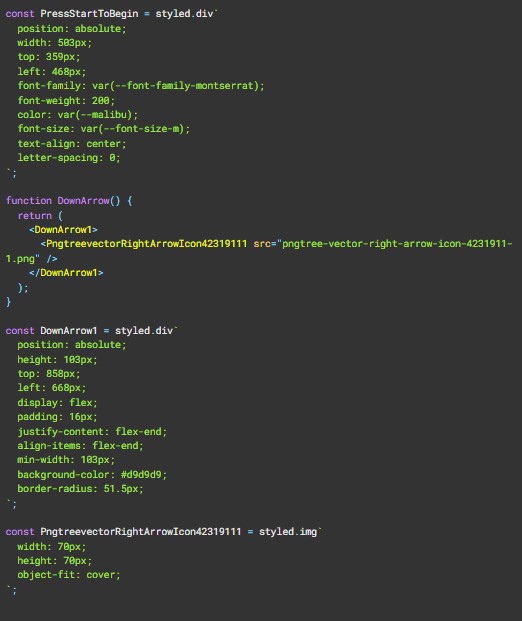 const PressStartToBegin = styled.div`
  position: absolute;
  width: 503px;
  top: 359px;
  left: 468px;
  font-family: var(--font-family-montserrat);
  font-weight: 200;
  color: var(--malibu);
  font-size: var(--font-size-m);
  text-align: center;
  letter-spacing: 0;
`;

function DownArrow() {
  return (
    <DownArrow1>
      <PngtreevectorRightArrowIcon42319111 src="pngtree-vector-right-arrow-icon-4231911-
1.png" />
    </DownArrow1>
  );
}

const DownArrow1 = styled.div`
  position: absolute;
  height: 103px;
  top: 858px;
  left: 668px;
  display: flex;
  padding: 16px;
  justify-content: flex-end;
  align-items: flex-end;
  min-width: 103px;
  background-color: #d9d9d9;
  border-radius: 51.5px;
`;

const PngtreevectorRightArrowIcon42319111 = styled.img`
  width: 70px;
  height: 70px;
  object-fit: cover;
`;